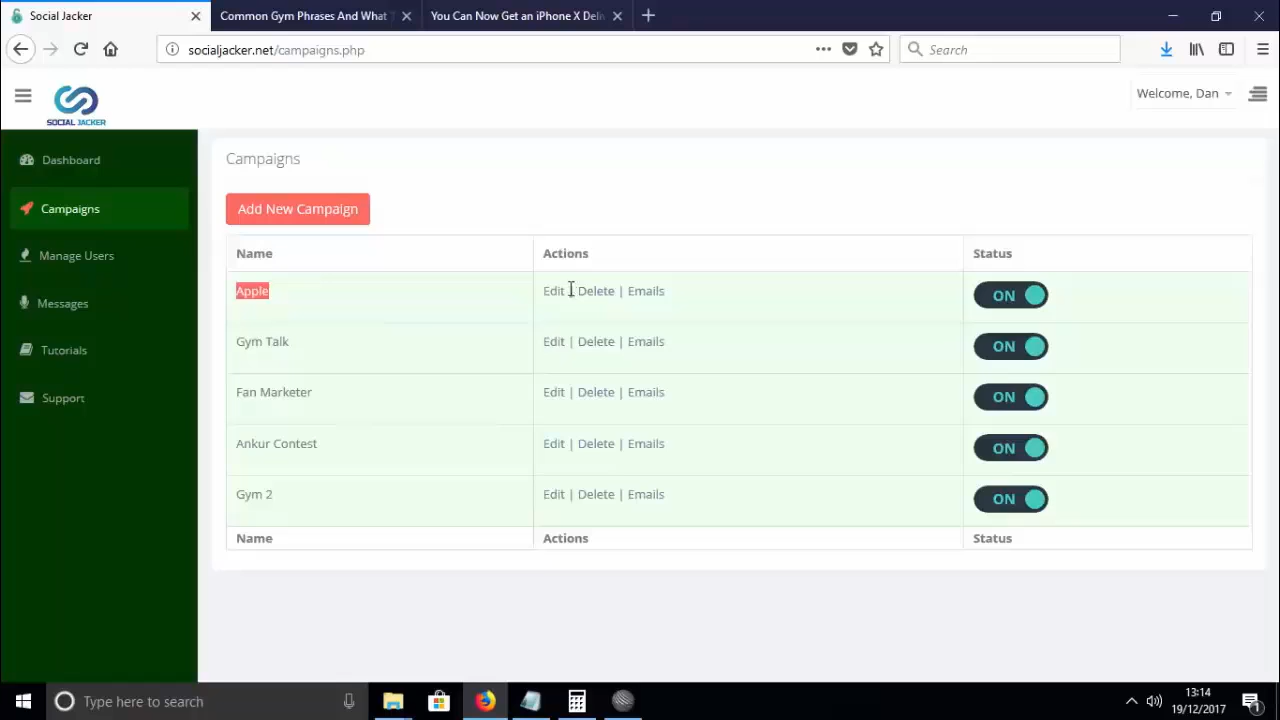 Social Jacker
Common Gym Phrases And What
You Can Now Get an iPhone X Deli
socialjacker.net/campaigns.php
Search
SOCIAL JACKER
Welcome, Dan
Dashboard
Campaigns
Manage Users
Messages
Tutorials
Support
Campaigns
Add New Campaign
Name Actions Status
Apple Edit | Delete | Emails ON
Gym Talk Edit | Delete | Emails ON
Fan Marketer Edit | Delete | Emails ON
Ankur Contest Edit | Delete | Emails ON
Gym 2 Edit | Delete | Emails ON
Name Actions Status
Type here to search
13:14
19/12/2017
1